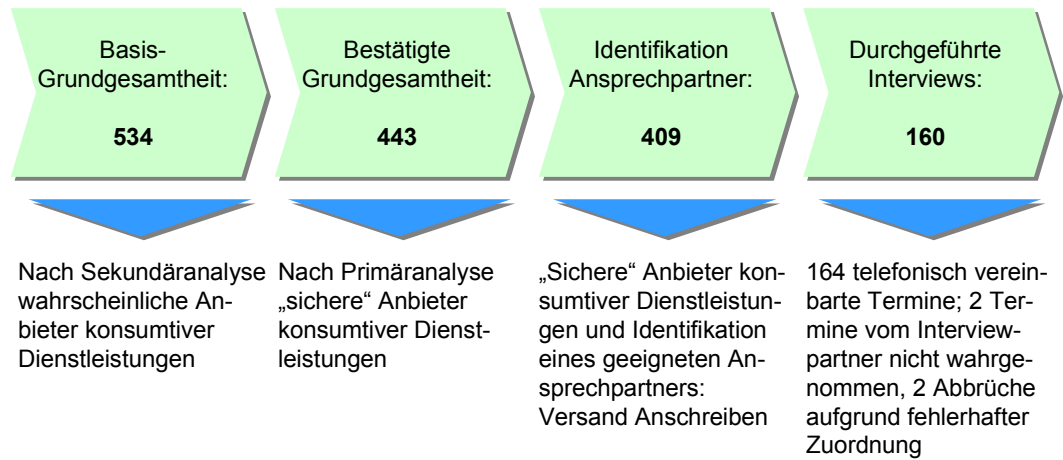 Basis-
Grundgesamtheit:
534
Bestätigte
Grundgesamtheit:
443
Identifikation
Ansprechpartner:
409
Durchgeführte
Interviews:
160
Nach Sekundäranalyse
wahrscheinliche An-
bieter konsumtiver
Dienstleistungen
Nach Primäranalyse
„sichere“ Anbieter
konsumtiver Dienst-
leistungen
„Sichere“ Anbieter kon-
sumtiver Dienstleistun-
gen und Identifikation
eines geeigneten An-
sprechpartners:
Versand Anschreiben
164 telefonisch verein-
barte Termine; 2 Ter-
mine vom Interview-
partner nicht wahrge-
nommen, 2 Abbrüche
aufgrund fehlerhafter
Zuordnung